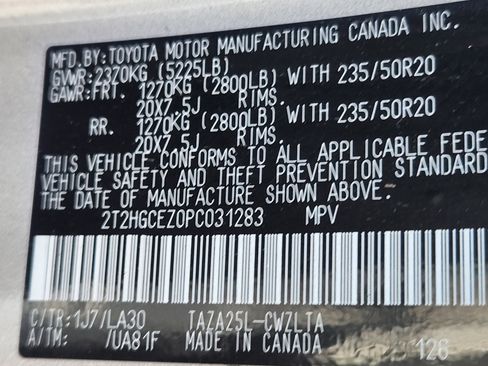 MFD.BY:TOYOTA MOTOR MANUFACTURING CANADA INC.
GVWR:2370KG (5225LB)
GAWR:FRT. 1270KG (2800LB) WITH 235/50R20
20X7.5J RIMS.
RR. 1270KG (2800LB) WITH 235/50R20
20X7.5J RIMS.
THIS VEHICLE CONFORMS TO ALL APPLICABLE FEDE
VEHICLE SAFETY AND THEFT PREVENTION STANDARD
THE DATE OF MANUFACTURE SHOWN ABOVE.
2T2HGCEZ0PC031283 MPV
C/TR:1J7/LA30 TAZA25L-CWZLTA
A/TM: /UA81F MADE IN CANADA 126